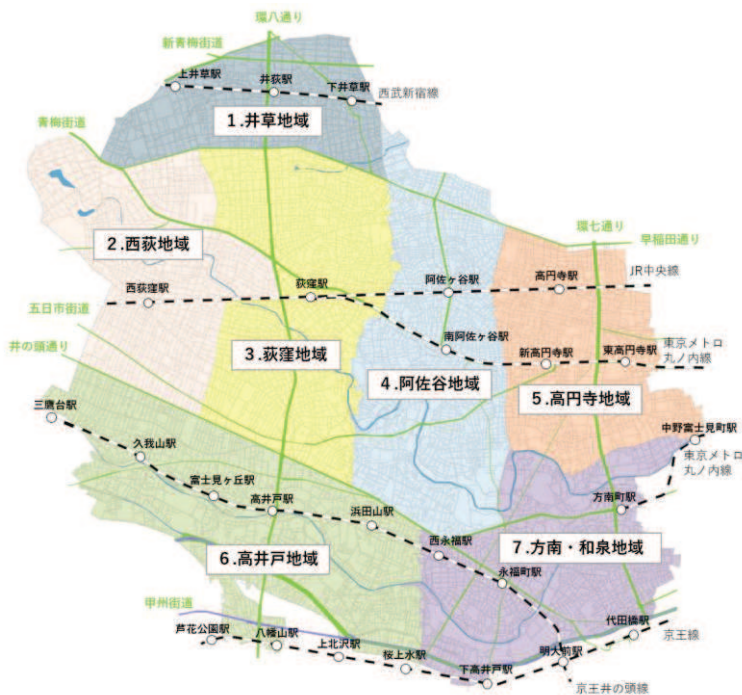 環八通り
新青梅街道
上井草駅
井荻駅
下井草駅
西武新宿線
1.井草地域
青梅街道
環七通り
早稲田通り
2.西荻地域
JR中央線
西荻窪駅
荻窪駅
阿佐ヶ谷駅
高円寺駅
五日市街道
井の頭通り
3.荻窪地域
南阿佐ヶ谷駅
新高円寺駅
東高円寺駅
東京メトロ
丸ノ内線
4.阿佐谷地域
5.高円寺地域
三鷹台駅
中野富士見町駅
東京メトロ
丸ノ内線
久我山駅
富士見ヶ丘駅
高井戸駅
浜田山駅
方南町駅
西永福駅
永福町駅
6.高井戸地域
7.方南・和泉地域
甲州街道
芦花公園駅
八幡山駅
上北沢駅
桜上水駅
下高井戸駅
明大前駅
代田橋駅
京王線
京王井の頭線